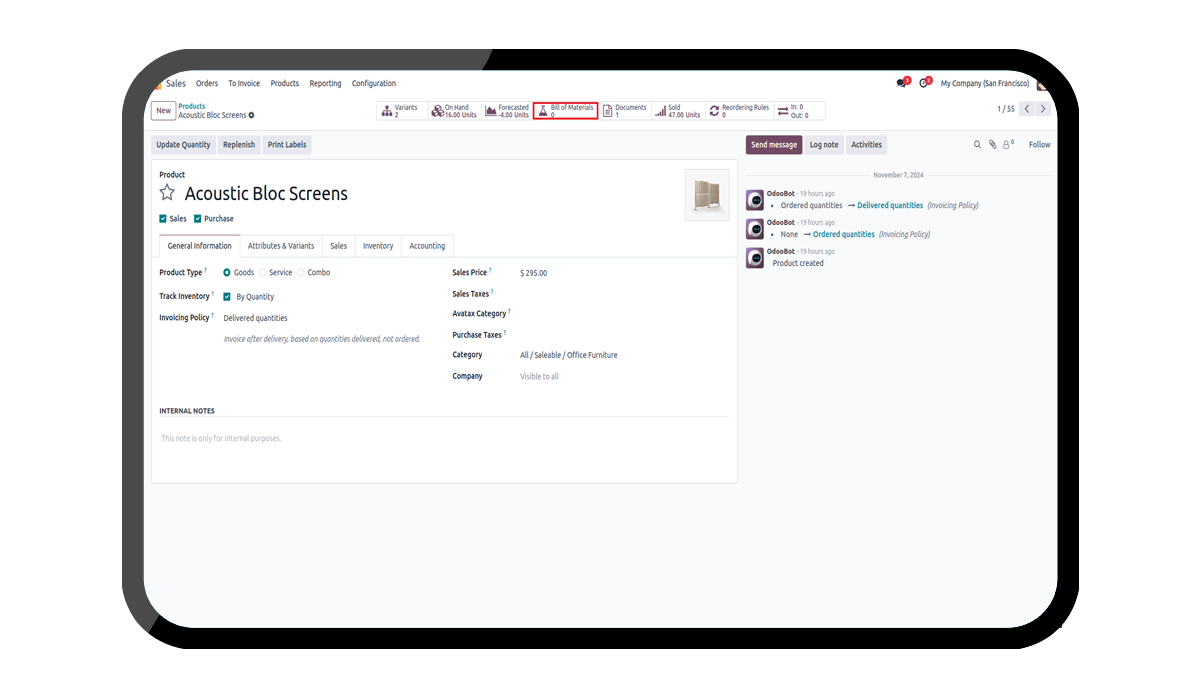 Sales Orders To Invoice Products Reporting Configuration 5 2 My Company (San Francisco)
New Products
Acoustic Bloc Screens
Variants
2
On Hand
16.00 Units
Forecasted
-4.00 Units
Bill of Materials
0
Documents
1
Sold
47.00 Units
Reordering Rules
0
In: 0
Out: 0
1 / 55
Update Quantity Replenish Print Labels
Send message Log note Activities 0 Follow
Product
Acoustic Bloc Screens
Sales Purchase
General Information Attributes & Variants Sales Inventory Accounting
Product Type ? Goods Service Combo
Track Inventory ? By Quantity
Invoicing Policy ? Delivered quantities
Invoice after delivery, based on quantities delivered, not ordered.
Sales Price ? $ 295.00
Sales Taxes ?
Avatax Category ?
Purchase Taxes ?
Category All / Saleable / Office Furniture
Company Visible to all
INTERNAL NOTES
This note is only for internal purposes.
November 7, 2024
OdooBot - 19 hours ago
• Ordered quantities → Delivered quantities (Invoicing Policy)
OdooBot - 19 hours ago
• None → Ordered quantities (Invoicing Policy)
OdooBot - 19 hours ago
Product created